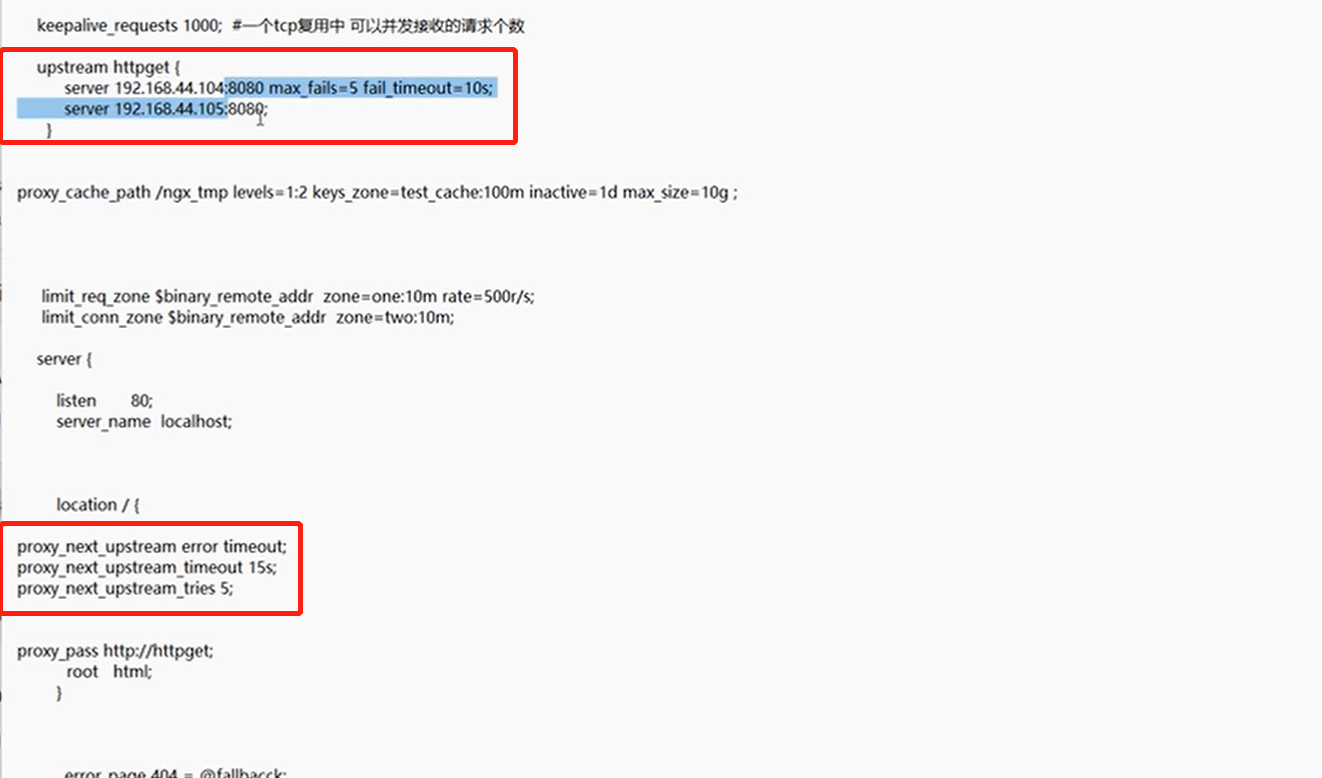 keepalive_requests 1000;  #一个tcp复用中 可以并发接收的请求个数
upstream httpget {
server 192.168.44.104:8080 max_fails=5 fail_timeout=10s;
server 192.168.44.105:8080;
}
proxy_cache_path /ngx_tmp levels=1:2 keys_zone=test_cache:100m inactive=1d max_size=10g ;
limit_req_zone $binary_remote_addr  zone=one:10m rate=500r/s;
limit_conn_zone $binary_remote_addr  zone=two:10m;
server {
listen       80;
server_name  localhost;
location / {
proxy_next_upstream error timeout;
proxy_next_upstream_timeout 15s;
proxy_next_upstream_tries 5;
proxy_pass http://httpget;
root   html;
}
error_page 404 = @fallbacck;